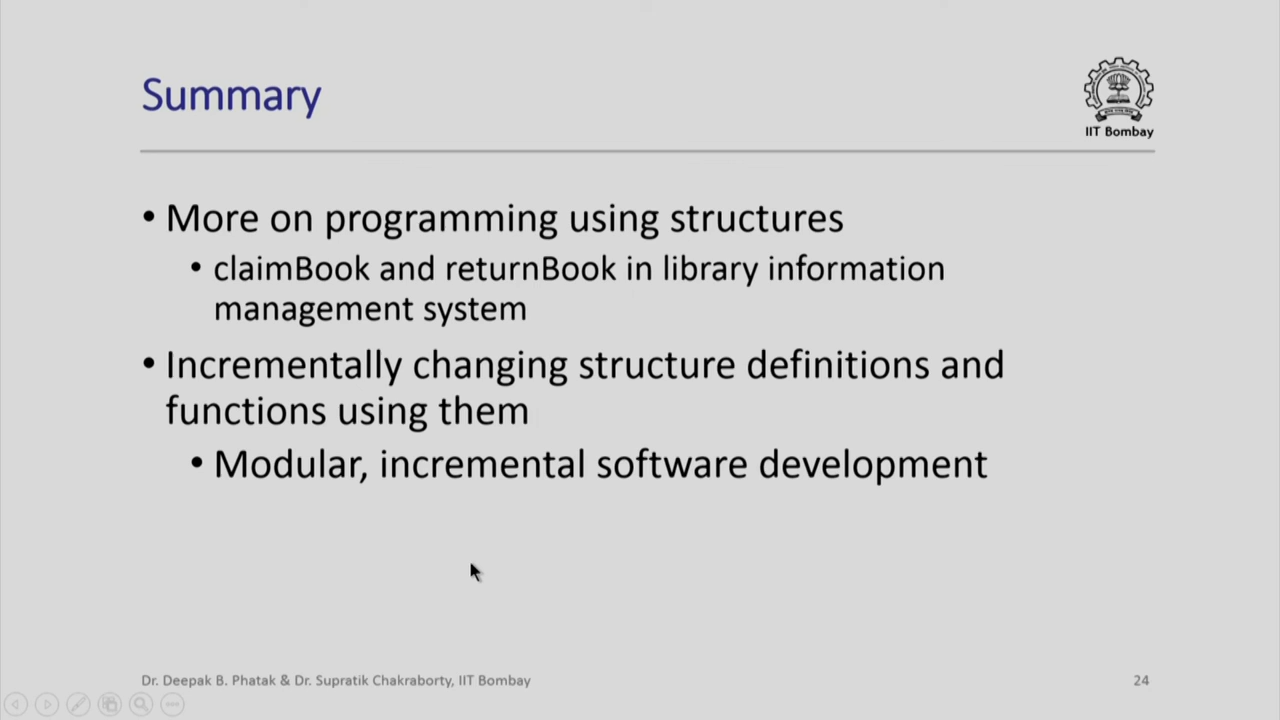 Summary
IIT Bombay
• More on programming using structures
• claimBook and returnBook in library information
management system
• Incrementally changing structure definitions and
functions using them
• Modular, incremental software development
Dr. Deepak B. Phatak & Dr. Supratik Chakraborty, IIT Bombay
24